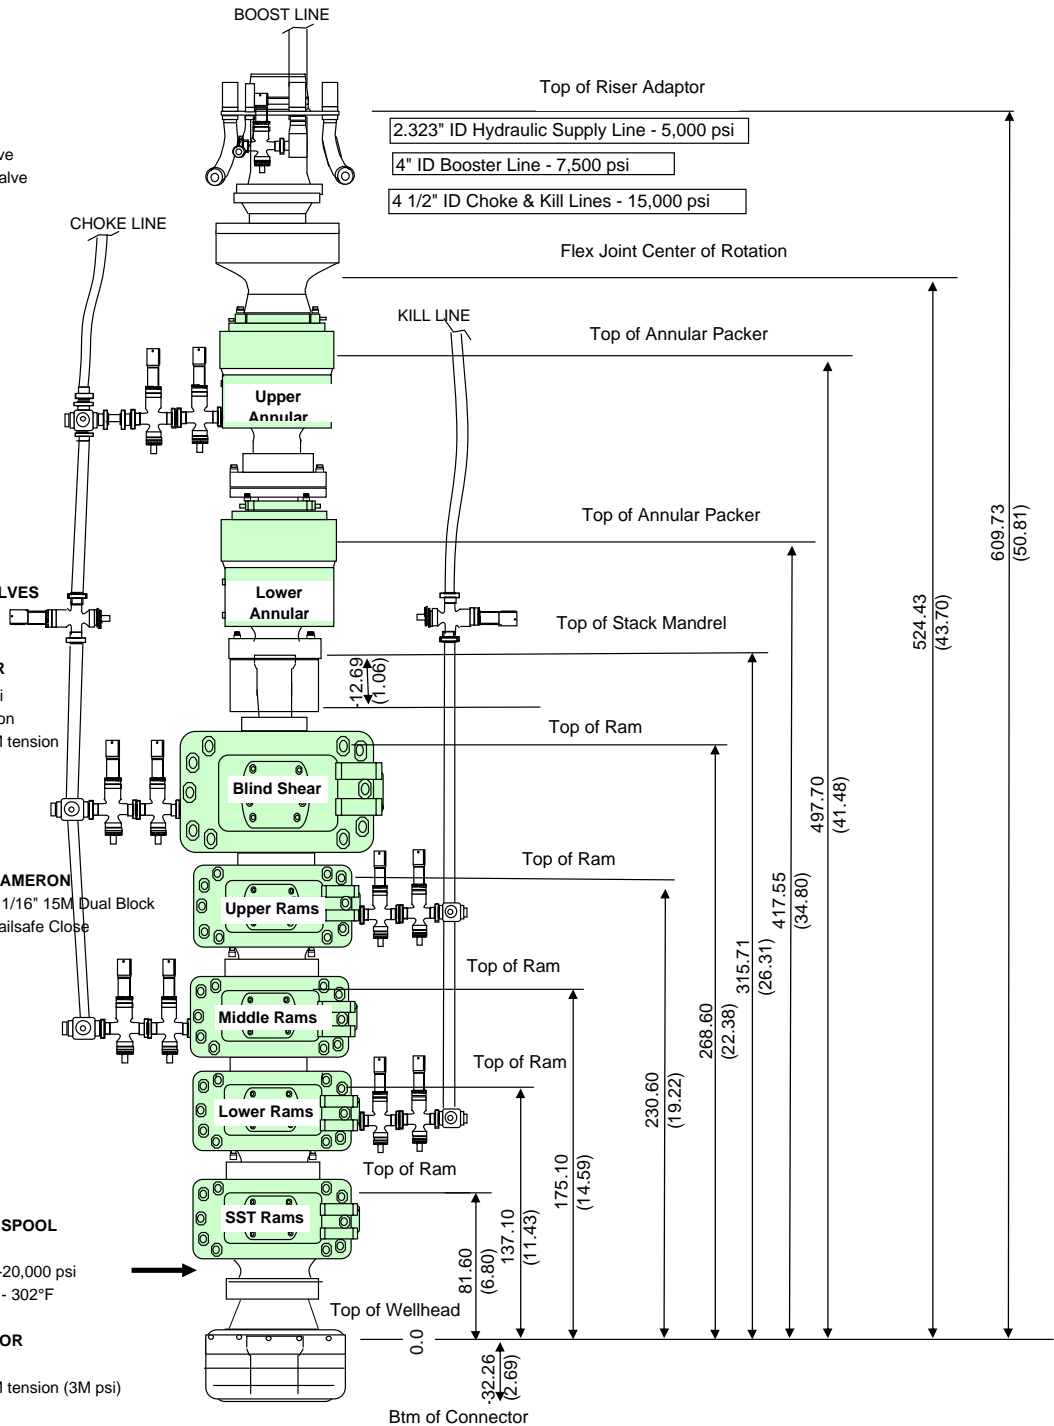 BOOST LINE
Top of Riser Adaptor
2.323" ID Hydraulic Supply Line - 5,000 psi
4" ID Booster Line - 7,500 psi
4 1/2" ID Choke & Kill Lines - 15,000 psi
ve
alve
CHOKE LINE
Flex Joint Center of Rotation
KILL LINE
Top of Annular Packer
Upper
Annular
Top of Annular Packer
609.73
(50.81)
524.43
(43.70)
LVES
Lower
Annular
Top of Stack Mandrel
R
i
on
M tension
-12.69
(1.06)
Top of Ram
Blind Shear
497.70
(41.48)
417.55
(34.80)
Top of Ram
AMERON
1/16" 15M Dual Block
ailsafe Close
Upper Rams
315.71
(26.31)
Top of Ram
Middle Rams
268.60
(22.38)
Top of Ram
230.60
(19.22)
Lower Rams
Top of Ram
175.10
(14.59)
137.10
(11.43)
SST Rams
81.60
(6.80)
SPOOL
-20,000 psi
- 302°F
Top of Wellhead
0.0
OR
M tension (3M psi)
-32.26
(2.69)
Btm of Connector